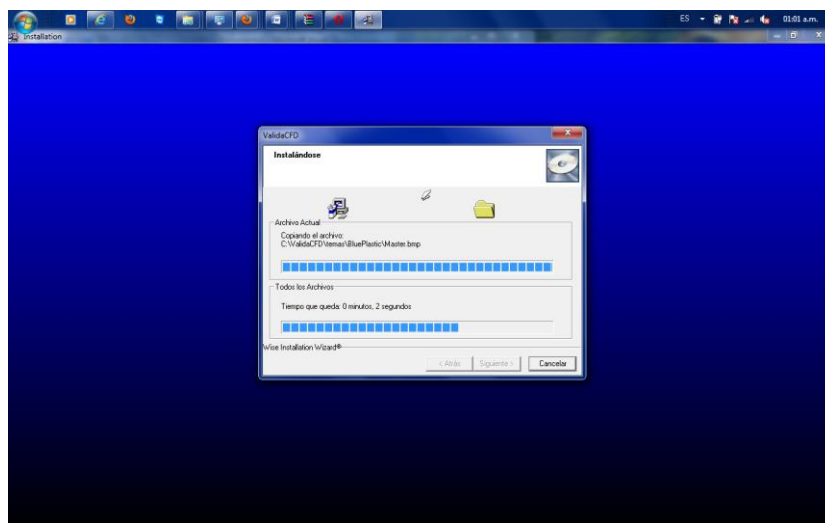 ES 01:01 a.m.
Installation
ValidaCFD
Instalándose
Archivo Actual
Copiando el archivo:
C:\ValidaCFD\temas\BluePlastic\Master.bmp
Todos los Archivos
Tiempo que queda: 0 minutos, 2 segundos
Wise Installation Wizard®
< Atrás Siguiente > Cancelar